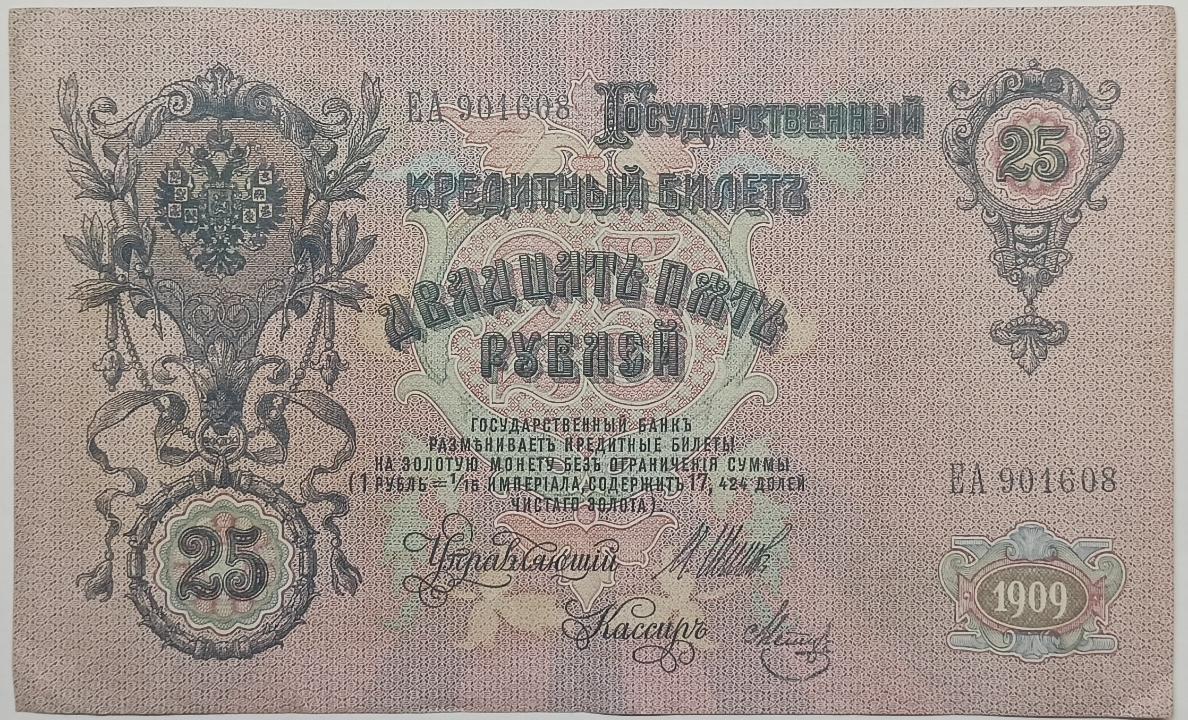 ЕА 901608
Государственный
25
КРЕДИТНЫЙ БИЛЕТЪ
25
ДВАДЦАТЬ ПЯТЬ
РУБЛЕЙ
ГОСУДАРСТВЕННЫЙ БАНКЪ
РАЗМѢНИВАЕТЪ КРЕДИТНЫЕ БИЛЕТЫ
НА ЗОЛОТУЮ МОНЕТУ БЕЗЪ ОГРАНИЧЕНІЯ СУММЫ
(1 РУБЛЬ = 1/15 ИМПЕРІАЛА, СОДЕРЖИТЪ 17, 424 ДОЛЕЙ
ЧИСТАГО ЗОЛОТА).
ЕА 901608
25
Управляющій
Кассиръ
1909